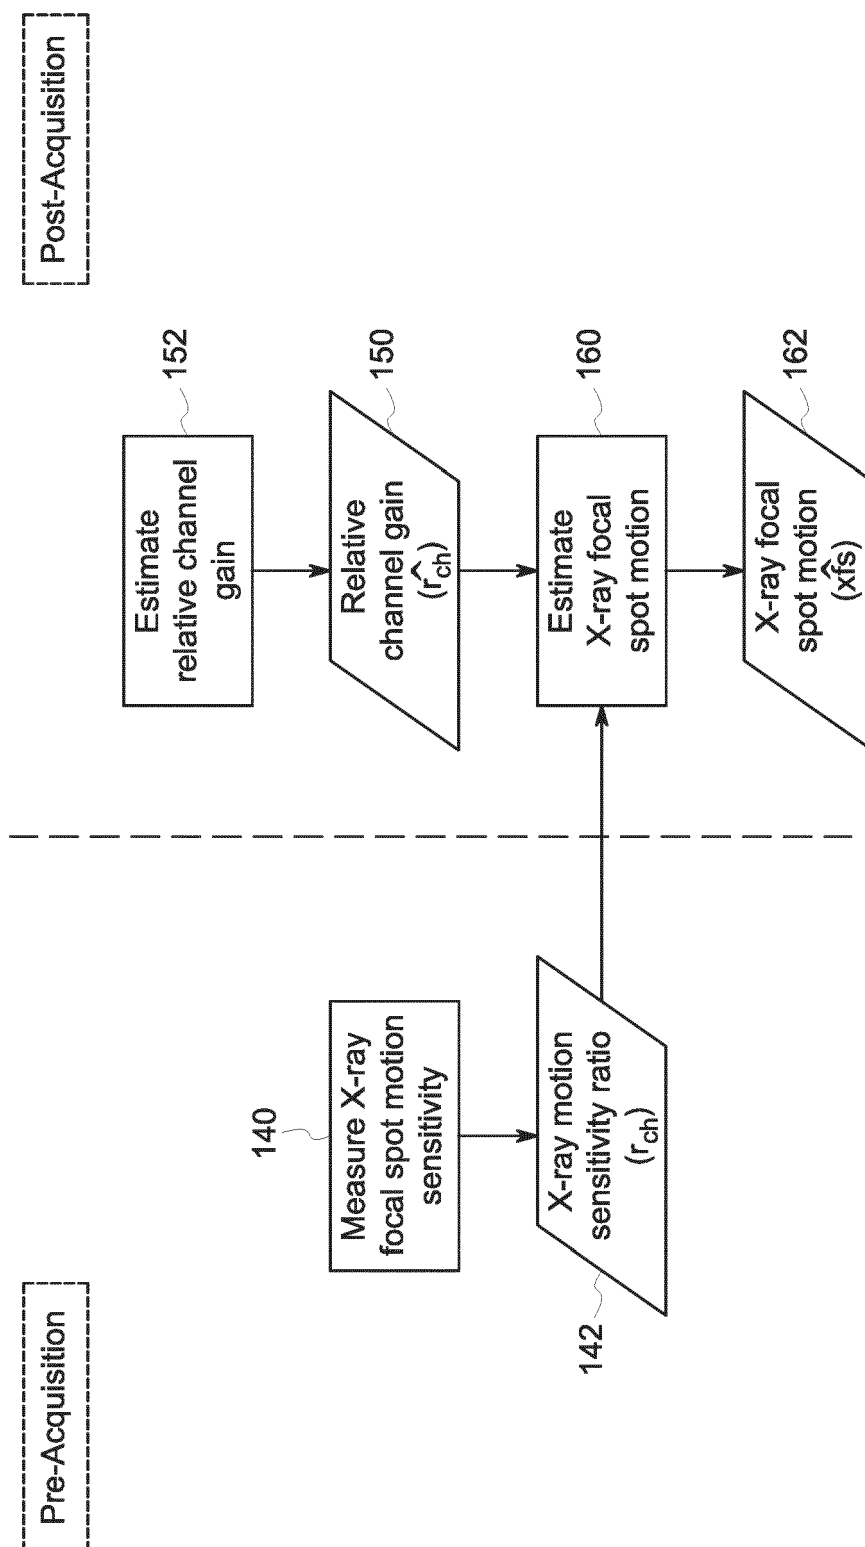 Pre-Acquisition
Post-Acquisition
140
Measure X-ray
focal spot motion
sensitivity
142
X-ray motion
sensitivity ratio
(r_ch)
152
Estimate
relative channel
gain
150
Relative
channel gain
(r̂_ch)
160
Estimate
X-ray focal
spot motion
162
X-ray focal
spot motion
(xf̂s)